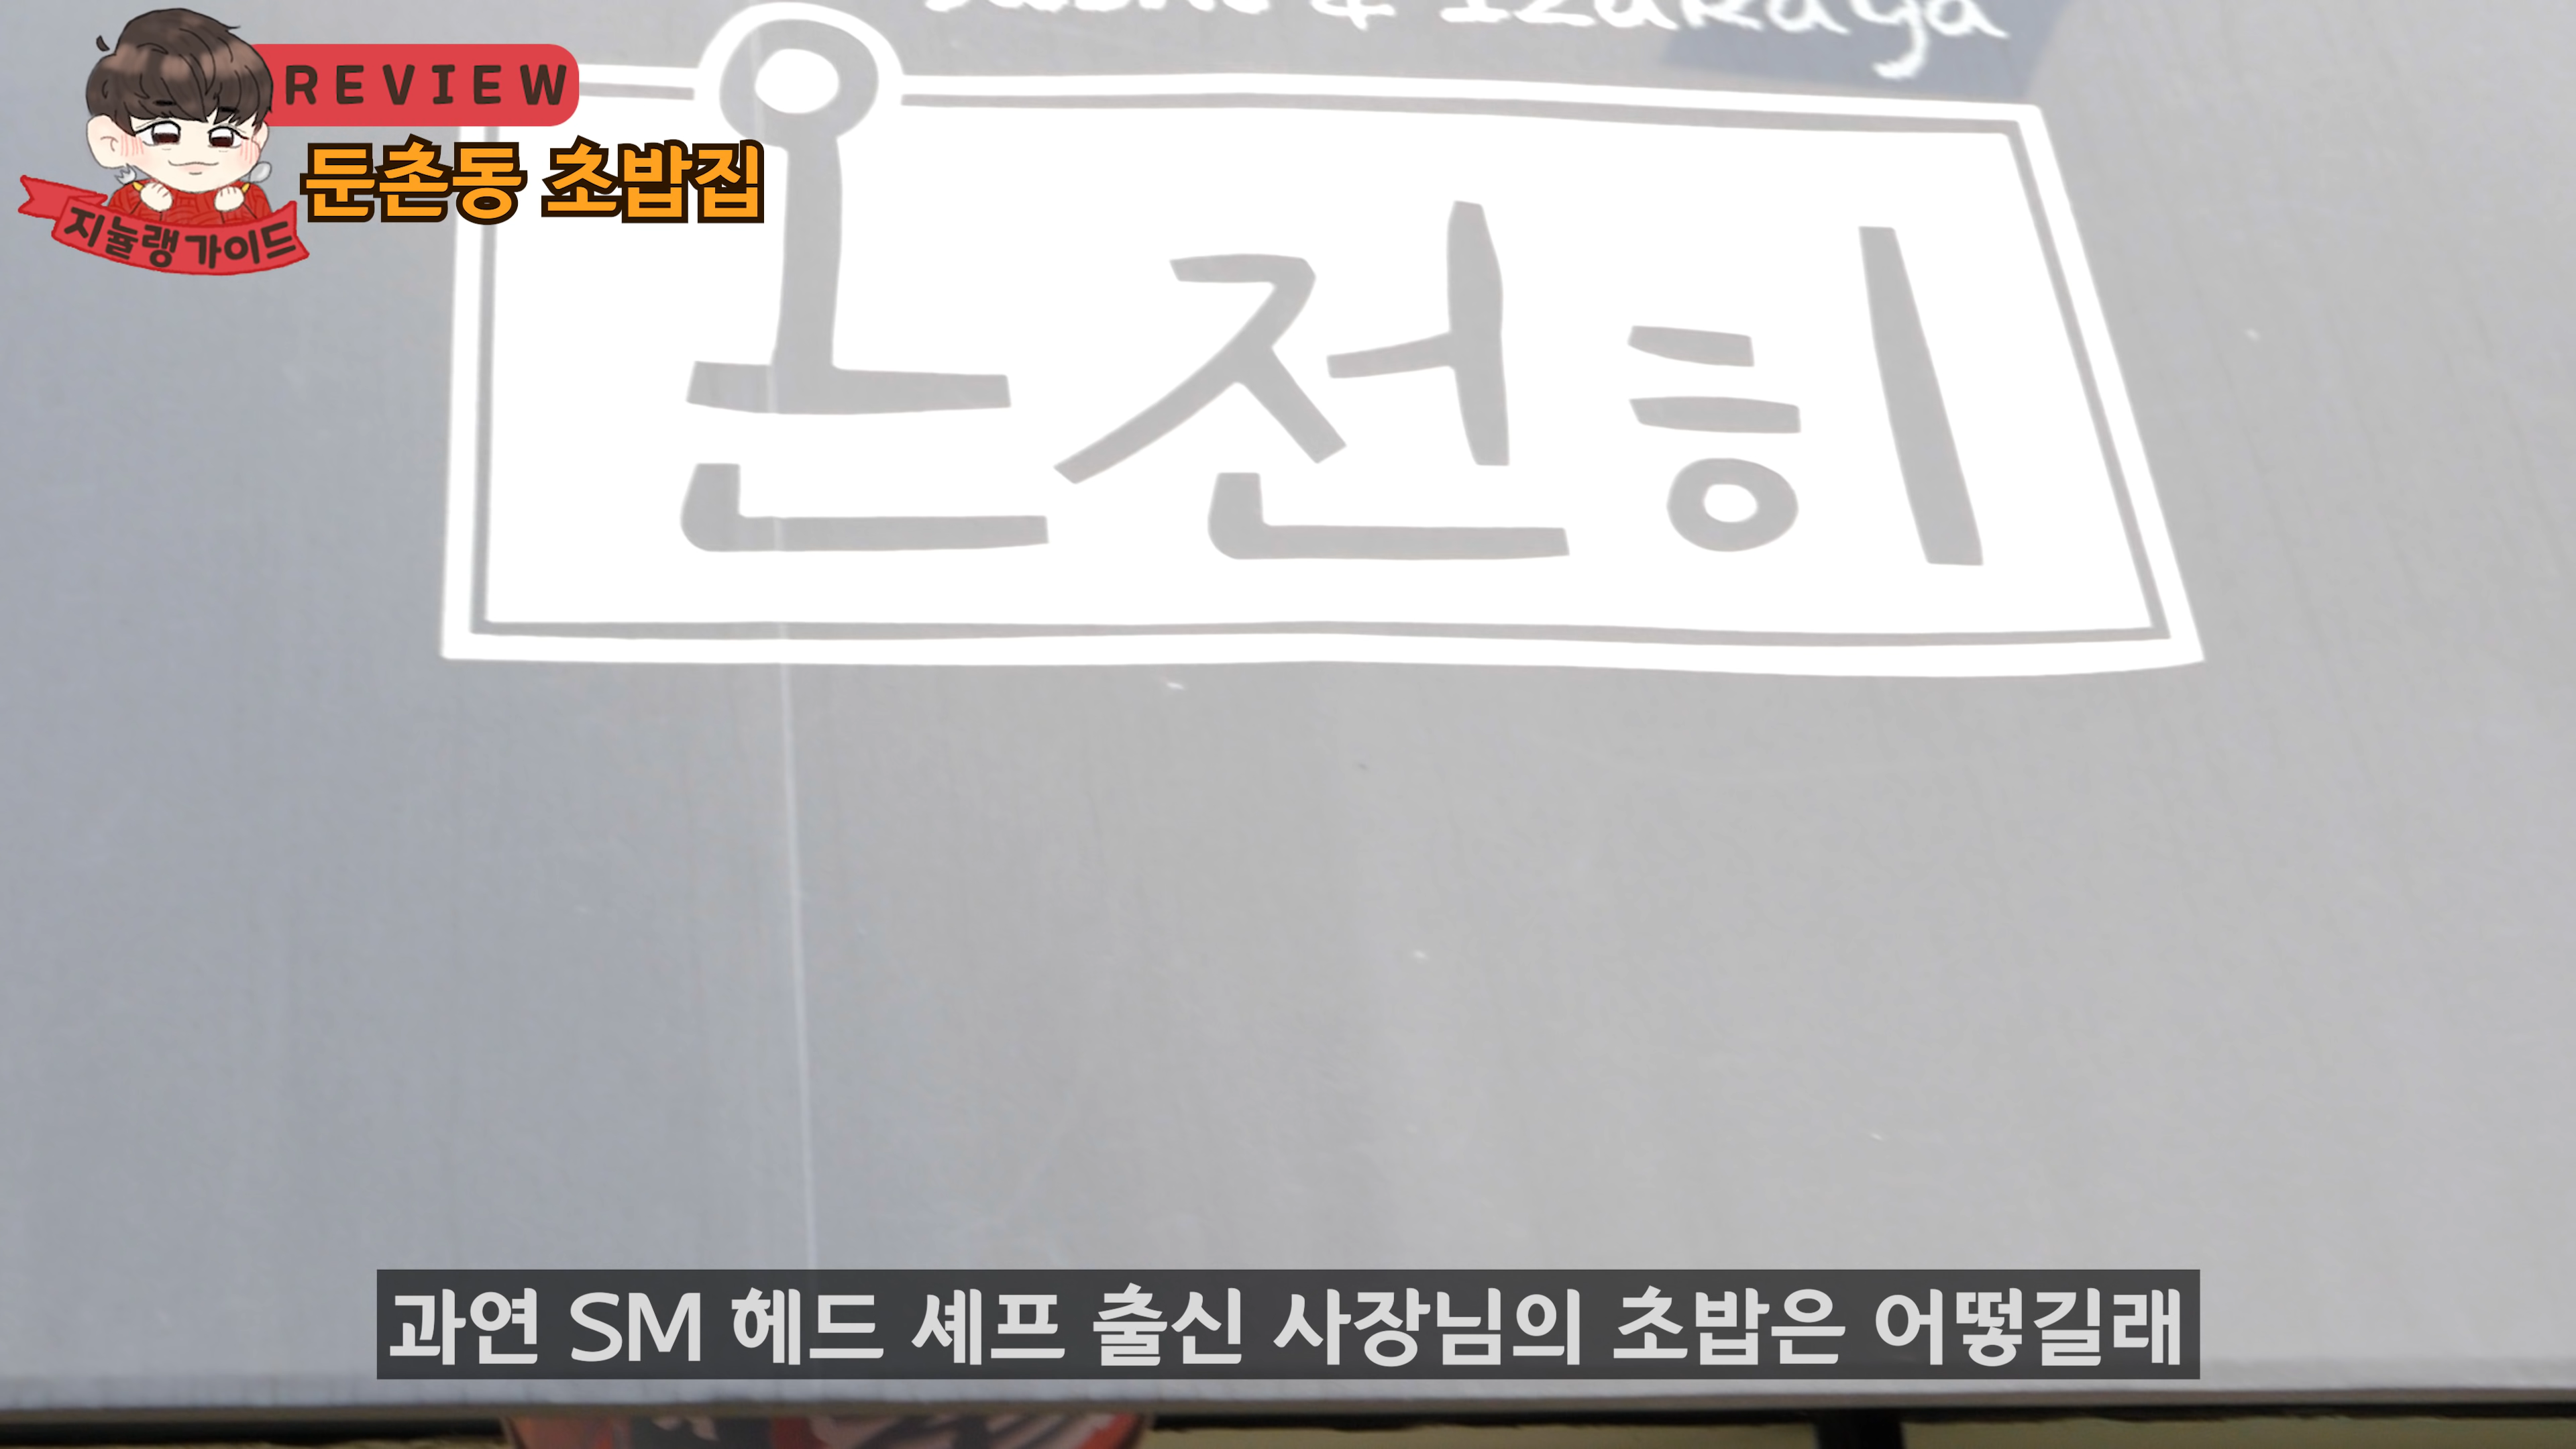 & Izakaya
REVIEW
둔촌동 초밥집
지뉼랭 가이드
온전히
과연 SM 헤드 셰프 출신 사장님의 초밥은 어떻길래